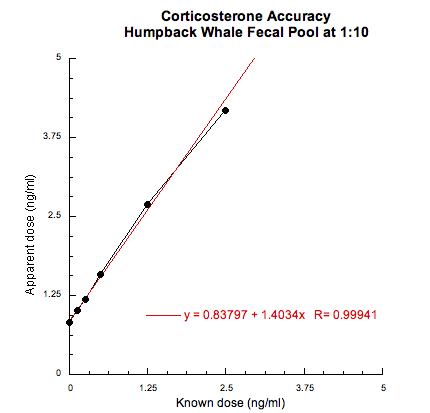 Corticosterone Accuracy
Humpback Whale Fecal Pool at 1:10
5
3.75
2.5
1.25
0
Apparent dose (ng/ml)
y = 0.83797 + 1.4034x R= 0.99941
0 1.25 2.5 3.75 5
Known dose (ng/ml)